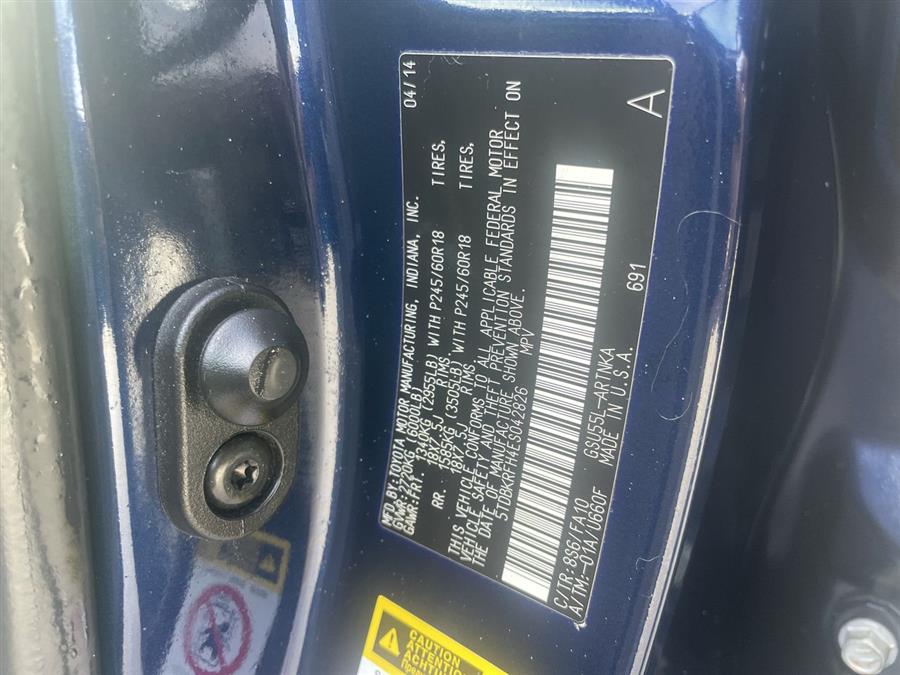 MFD.BY:TOYOTA MOTOR MANUFACTURING, INDIANA, INC. 04/14
GVWR:2720KG (6000LB)
GAWR:FRT. 1340KG (2955LB) WITH P245/60R18 TIRES,
18X7.5J RIMS.
RR. 1585KG (3505LB) WITH P245/60R18 TIRES,
18X7.5J RIMS.
THIS VEHICLE CONFORMS TO ALL APPLICABLE FEDERAL MOTOR
VEHICLE SAFETY AND THEFT PREVENTION STANDARDS IN EFFECT ON
THE DATE OF MANUFACTURE SHOWN ABOVE.
5TDBKRFH4ES042826 MPV
C/TR:8S6/FA10 GSU55L-ARTNKA 691 A
A/TM:-01A/U660F MADE IN U.S.A.
CAUTION
ATTENTION
ACHTUNG